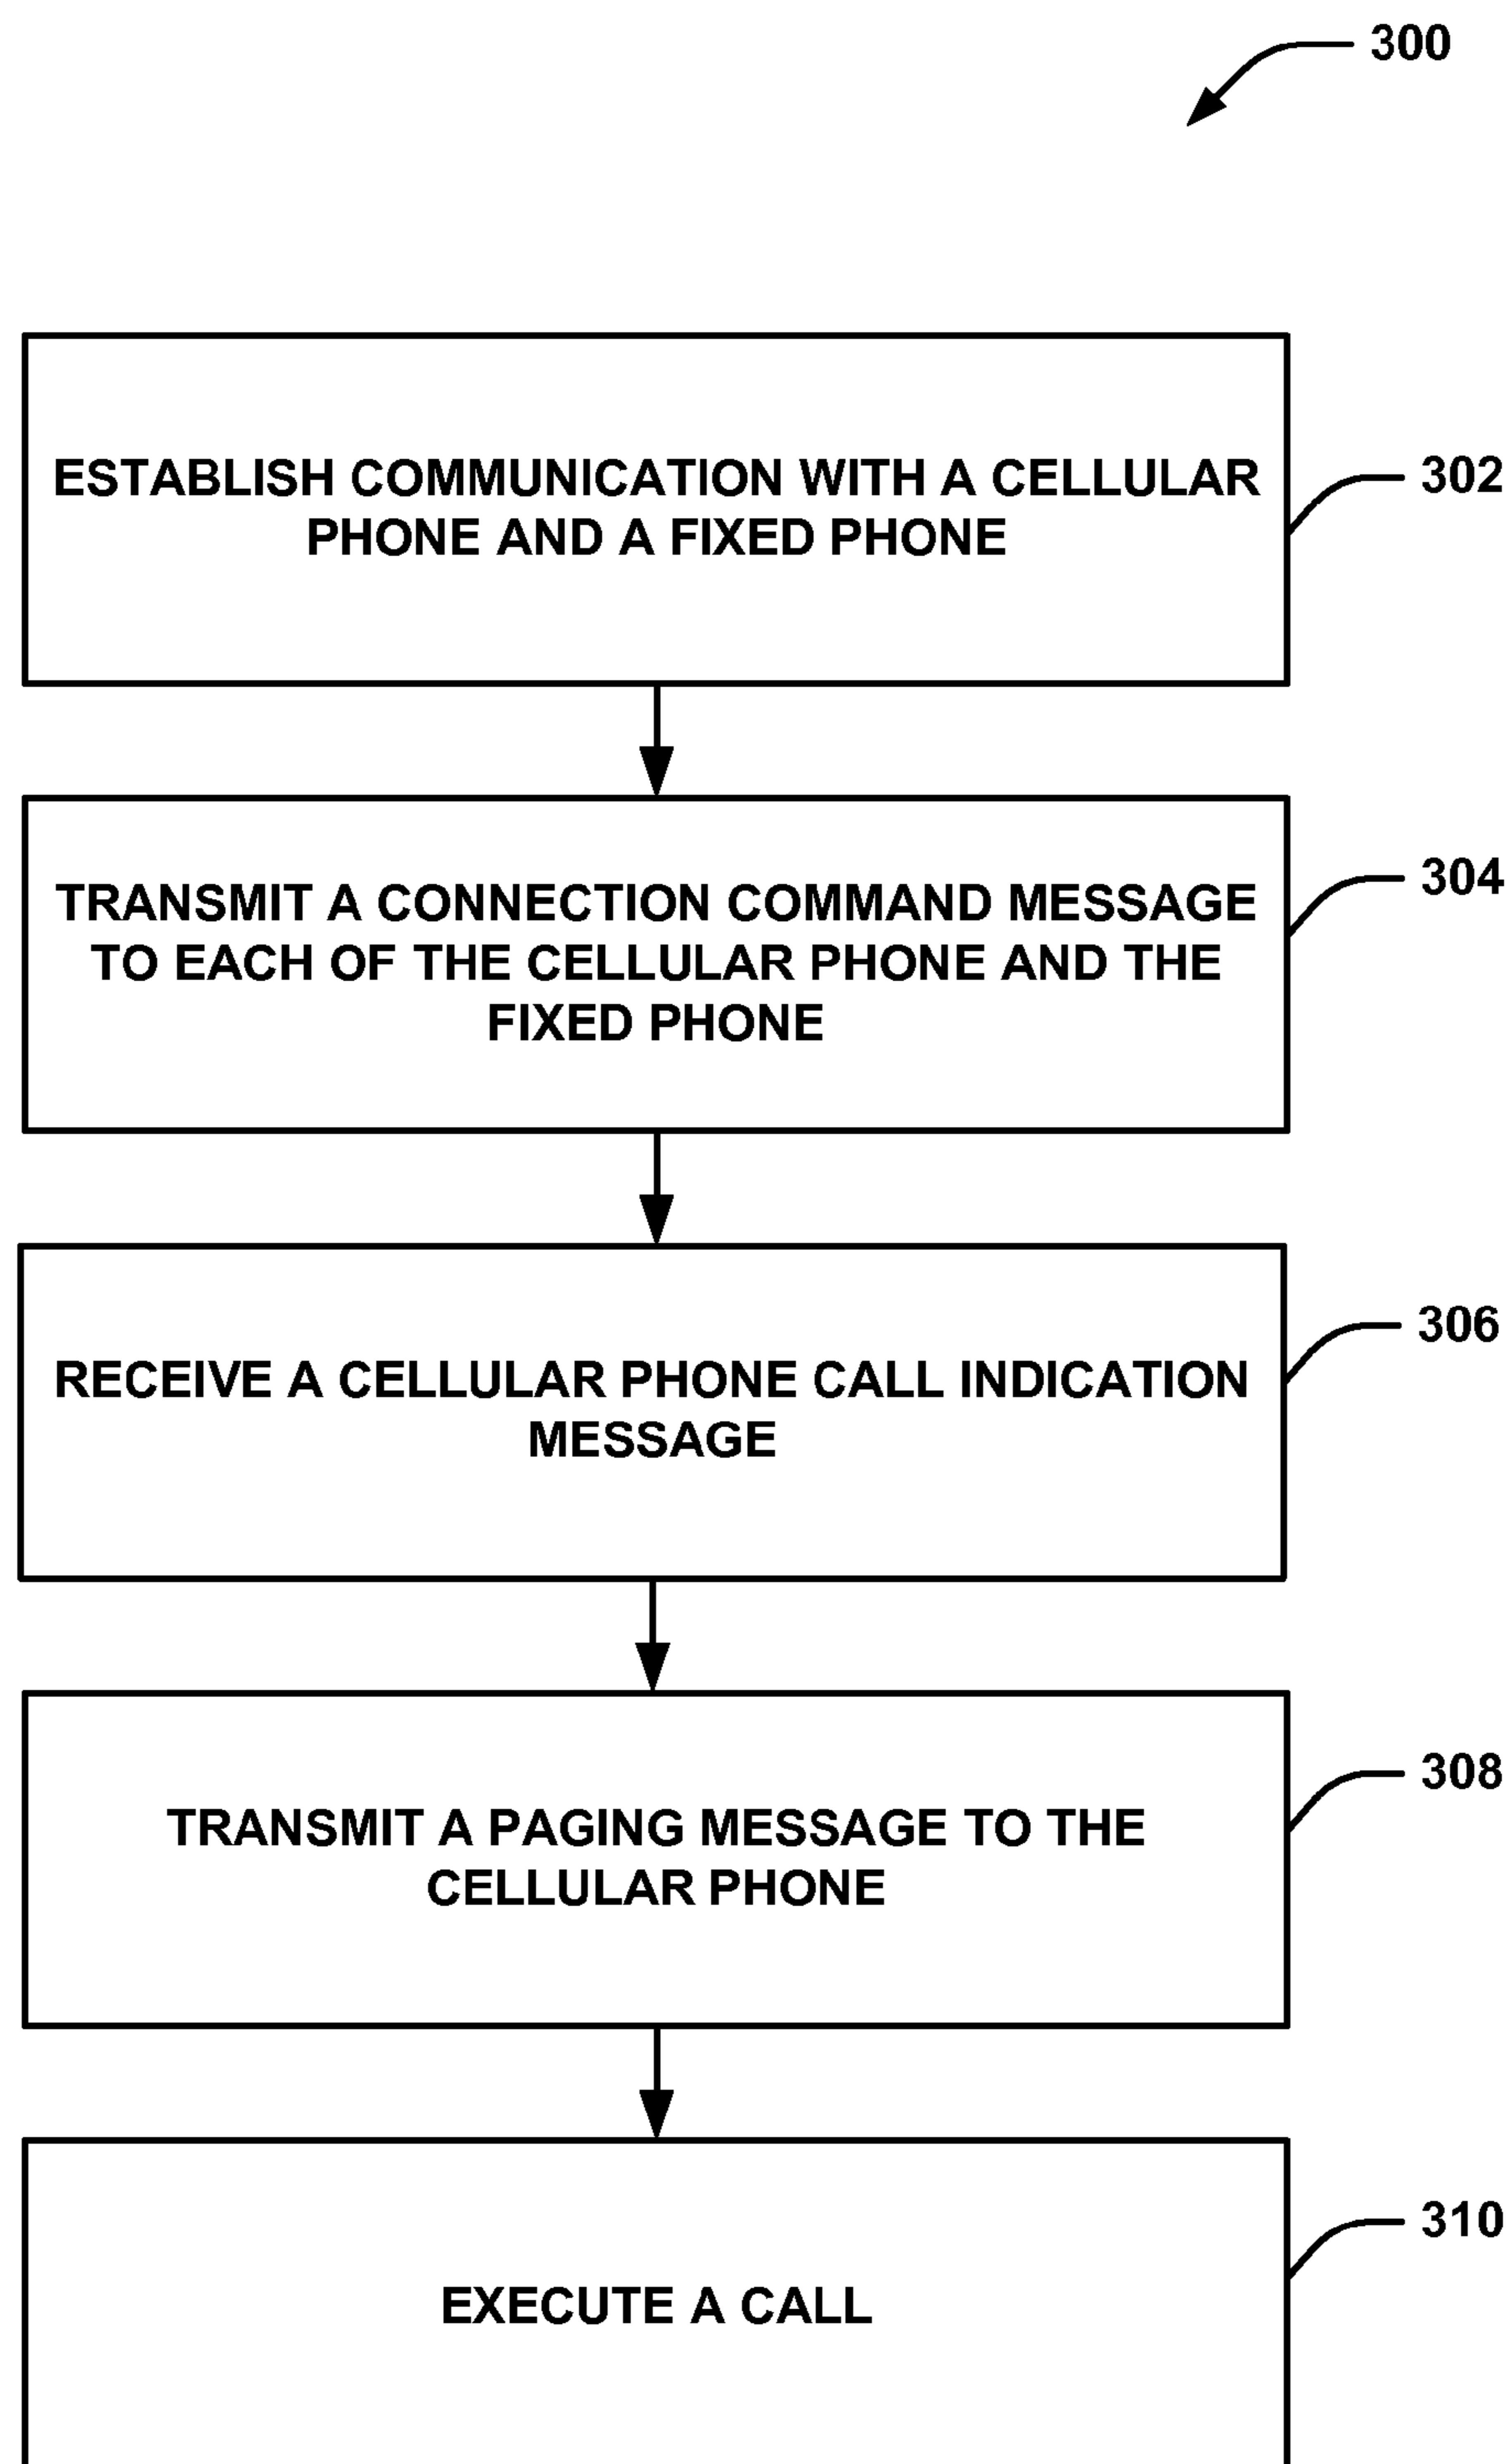 300
ESTABLISH COMMUNICATION WITH A CELLULAR
PHONE AND A FIXED PHONE
302
TRANSMIT A CONNECTION COMMAND MESSAGE
TO EACH OF THE CELLULAR PHONE AND THE
FIXED PHONE
304
RECEIVE A CELLULAR PHONE CALL INDICATION
MESSAGE
306
TRANSMIT A PAGING MESSAGE TO THE
CELLULAR PHONE
308
EXECUTE A CALL
310